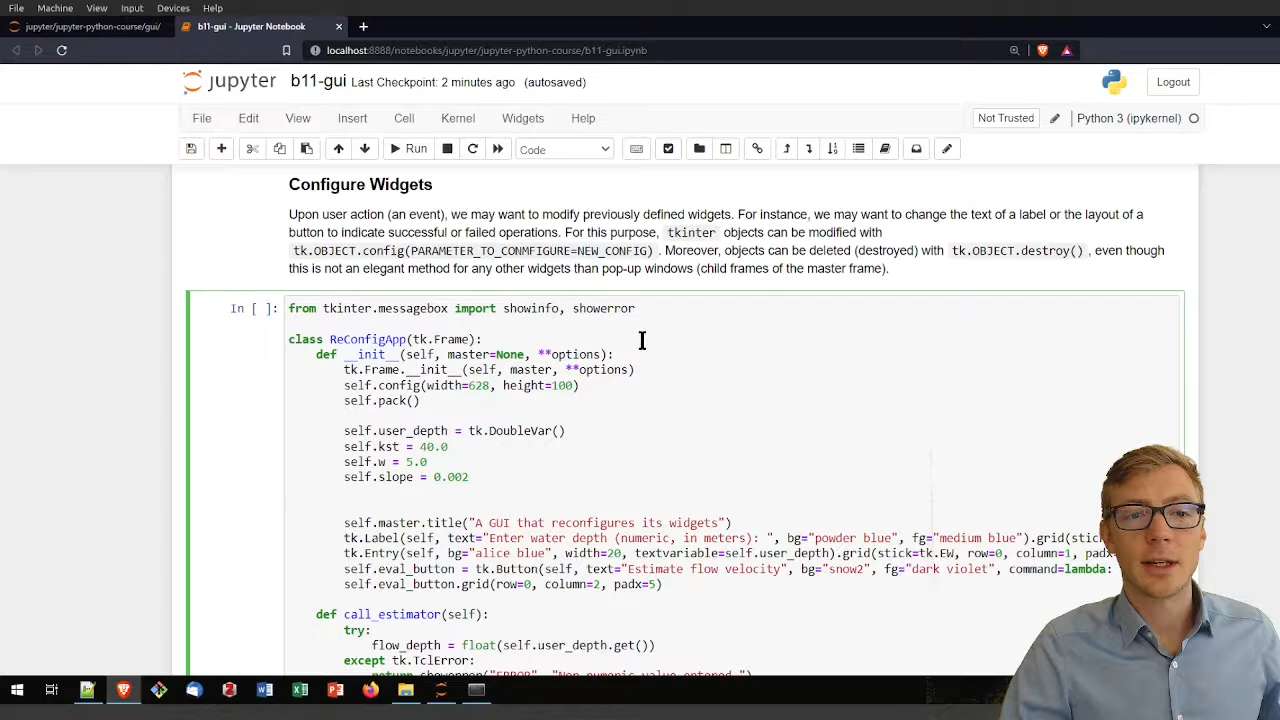 File Machine View Input Devices Help
jupyter/jupyter-python-course/gui/
b11-gui - Jupyter Notebook
localhost:8888/notebooks/jupyter/jupyter-python-course/b11-gui.ipynb
jupyter b11-gui Last Checkpoint: 2 minutes ago (autosaved)
Logout
File Edit View Insert Cell Kernel Widgets Help
Not Trusted
Python 3 (ipykernel)
Run
Code
Configure Widgets
Upon user action (an event), we may want to modify previously defined widgets. For instance, we may want to change the text of a label or the layout of a
button to indicate successful or failed operations. For this purpose, tkinter objects can be modified with
tk.OBJECT.config(PARAMETER_TO_CONMFIGURE=NEW_CONFIG) . Moreover, objects can be deleted (destroyed) with tk.OBJECT.destroy() , even though
this is not an elegant method for any other widgets than pop-up windows (child frames of the master frame).
In [ ]: from tkinter.messagebox import showinfo, showerror
class ReConfigApp(tk.Frame):
def __init__(self, master=None, **options):
tk.Frame.__init__(self, master, **options)
self.config(width=628, height=100)
self.pack()
self.user_depth = tk.DoubleVar()
self.kst = 40.0
self.w = 5.0
self.slope = 0.002
self.master.title("A GUI that reconfigures its widgets")
tk.Label(self, text="Enter water depth (numeric, in meters): ", bg="powder blue", fg="medium blue").grid(stick
tk.Entry(self, bg="alice blue", width=20, textvariable=self.user_depth).grid(stick=tk.EW, row=0, column=1, padx
self.eval_button = tk.Button(self, text="Estimate flow velocity", bg="snow2", fg="dark violet", command=lambda:
self.eval_button.grid(row=0, column=2, padx=5)
def call_estimator(self):
try:
flow_depth = float(self.user_depth.get())
except tk.TclError:
return showerror("ERROR", "Non-numeric value entered.")